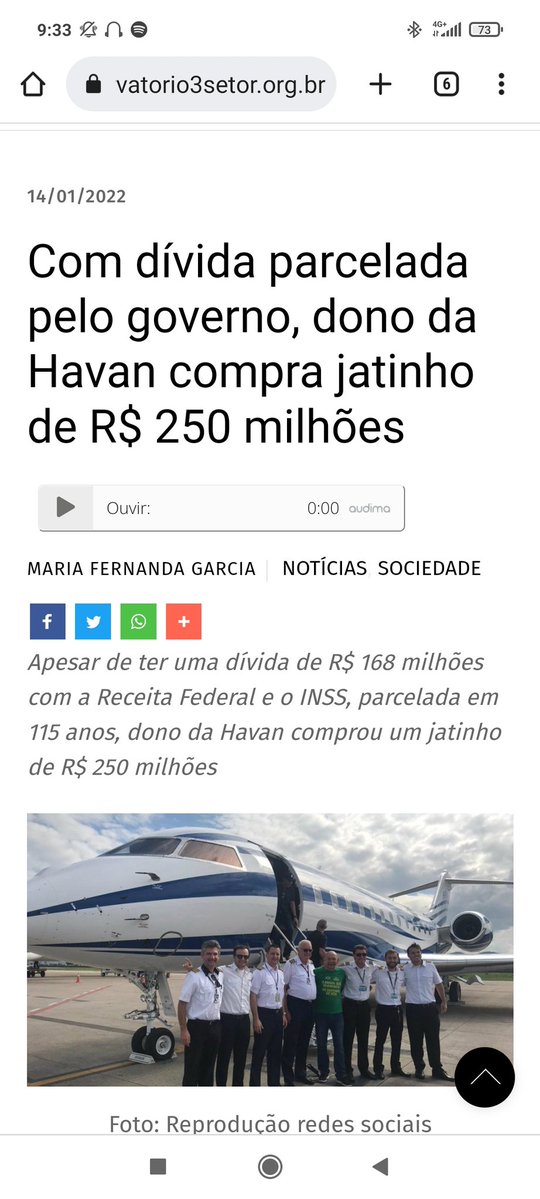 9:33
4G+
73
vatorio3setor.org.br
6
14/01/2022
Com dívida parcelada
pelo governo, dono da
Havan compra jatinho
de R$ 250 milhões
Ouvir:
0:00 audima
MARIA FERNANDA GARCIA
NOTÍCIAS, SOCIEDADE
Apesar de ter uma dívida de R$ 168 milhões
com a Receita Federal e o INSS, parcelada em
115 anos, dono da Havan comprou um jatinho
de R$ 250 milhões
Foto: Reprodução redes sociais